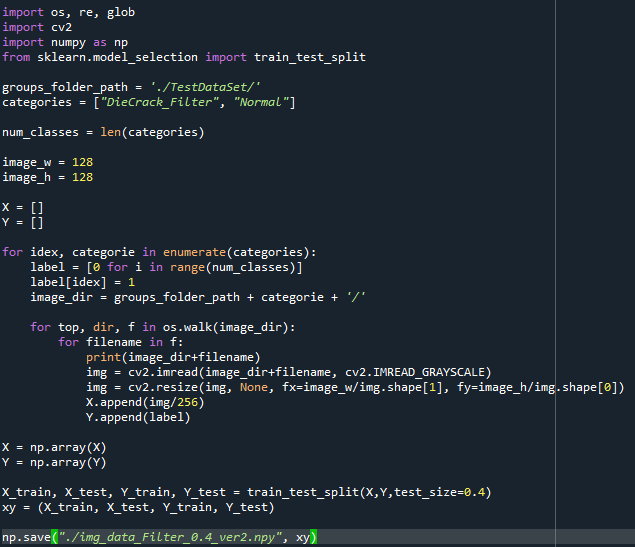 import os, re, glob
import cv2
import numpy as np
from sklearn.model_selection import train_test_split
groups_folder_path = './TestDataSet/'
categories = ["DieCrack_Filter", "Normal"]
num_classes = len(categories)
image_w = 128
image_h = 128
X = []
Y = []
for idex, categorie in enumerate(categories):
    label = [0 for i in range(num_classes)]
    label[idex] = 1
    image_dir = groups_folder_path + categorie + '/'
    for top, dir, f in os.walk(image_dir):
        for filename in f:
            print(image_dir+filename)
            img = cv2.imread(image_dir+filename, cv2.IMREAD_GRAYSCALE)
            img = cv2.resize(img, None, fx=image_w/img.shape[1], fy=image_h/img.shape[0])
            X.append(img/256)
            Y.append(label)
X = np.array(X)
Y = np.array(Y)
X_train, X_test, Y_train, Y_test = train_test_split(X,Y,test_size=0.4)
xy = (X_train, X_test, Y_train, Y_test)
np.save("./img_data_Filter_0.4_ver2.npy", xy)